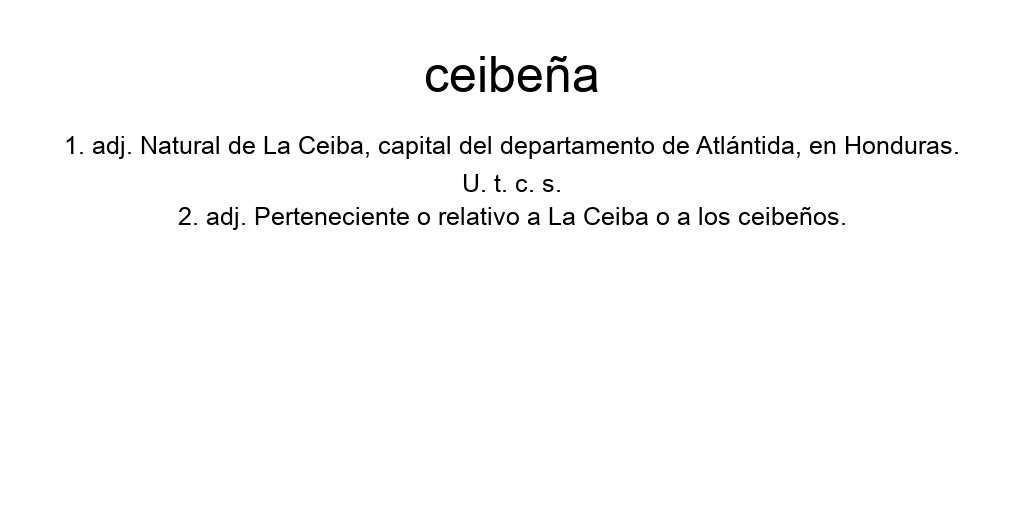 ceibeña
1. adj. Natural de La Ceiba, capital del departamento de Atlántida, en Honduras.
U. t. c. s.
2. adj. Perteneciente o relativo a La Ceiba o a los ceibeños.